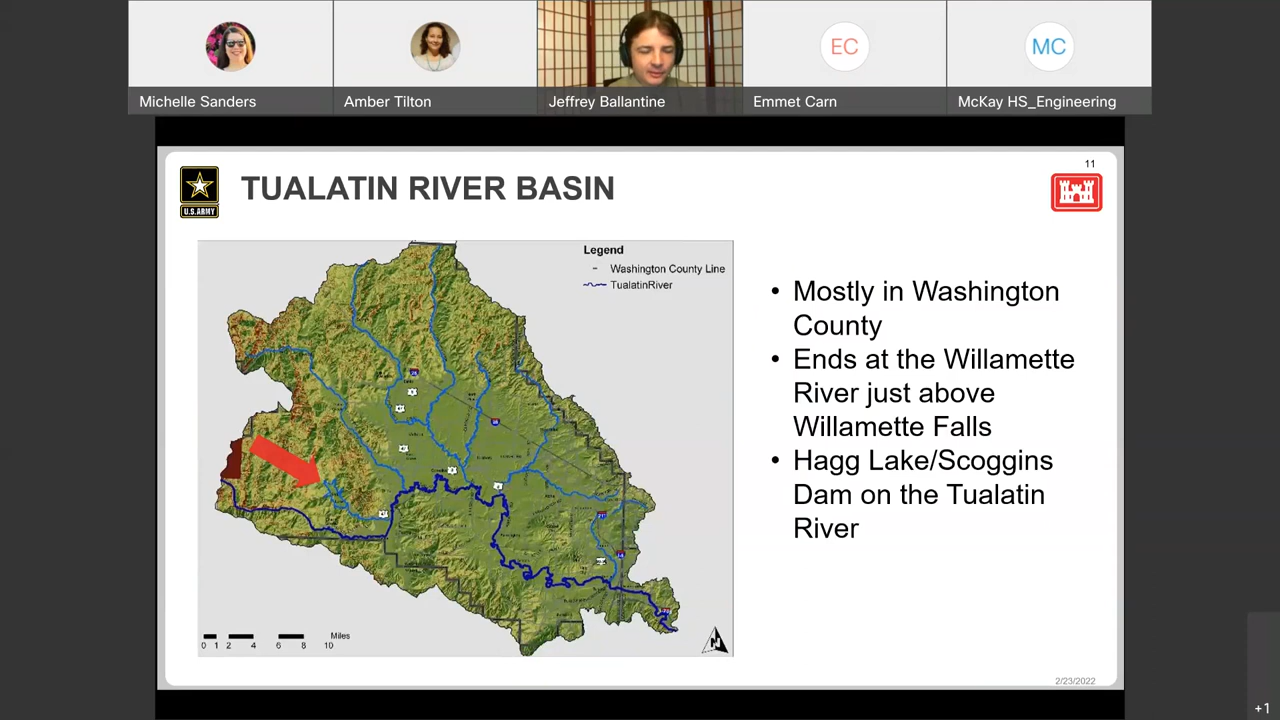 Michelle Sanders
Amber Tilton
Jeffrey Ballantine
EC
Emmet Carn
MC
McKay HS_Engineering
11
U.S.ARMY
TUALATIN RIVER BASIN
Legend
Washington County Line
TualatinRiver
• Mostly in Washington
County
• Ends at the Willamette
River just above
Willamette Falls
• Hagg Lake/Scoggins
Dam on the Tualatin
River
Miles
0 1 2 4 6 8 10
N
2/23/2022
+1